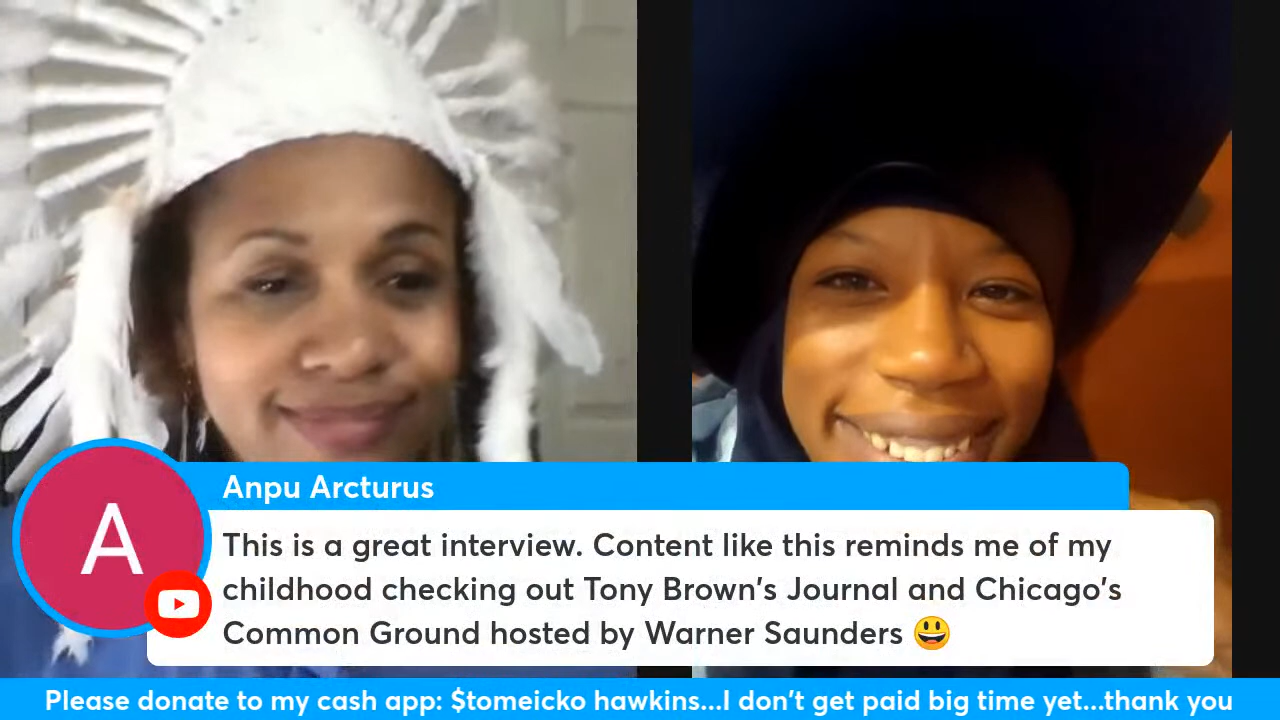 Anpu Arcturus
A
This is a great interview. Content like this reminds me of my
childhood checking out Tony Brown's Journal and Chicago's
Common Ground hosted by Warner Saunders 😃
Please donate to my cash app: $tomeicko hawkins...I don't get paid big time yet...thank you